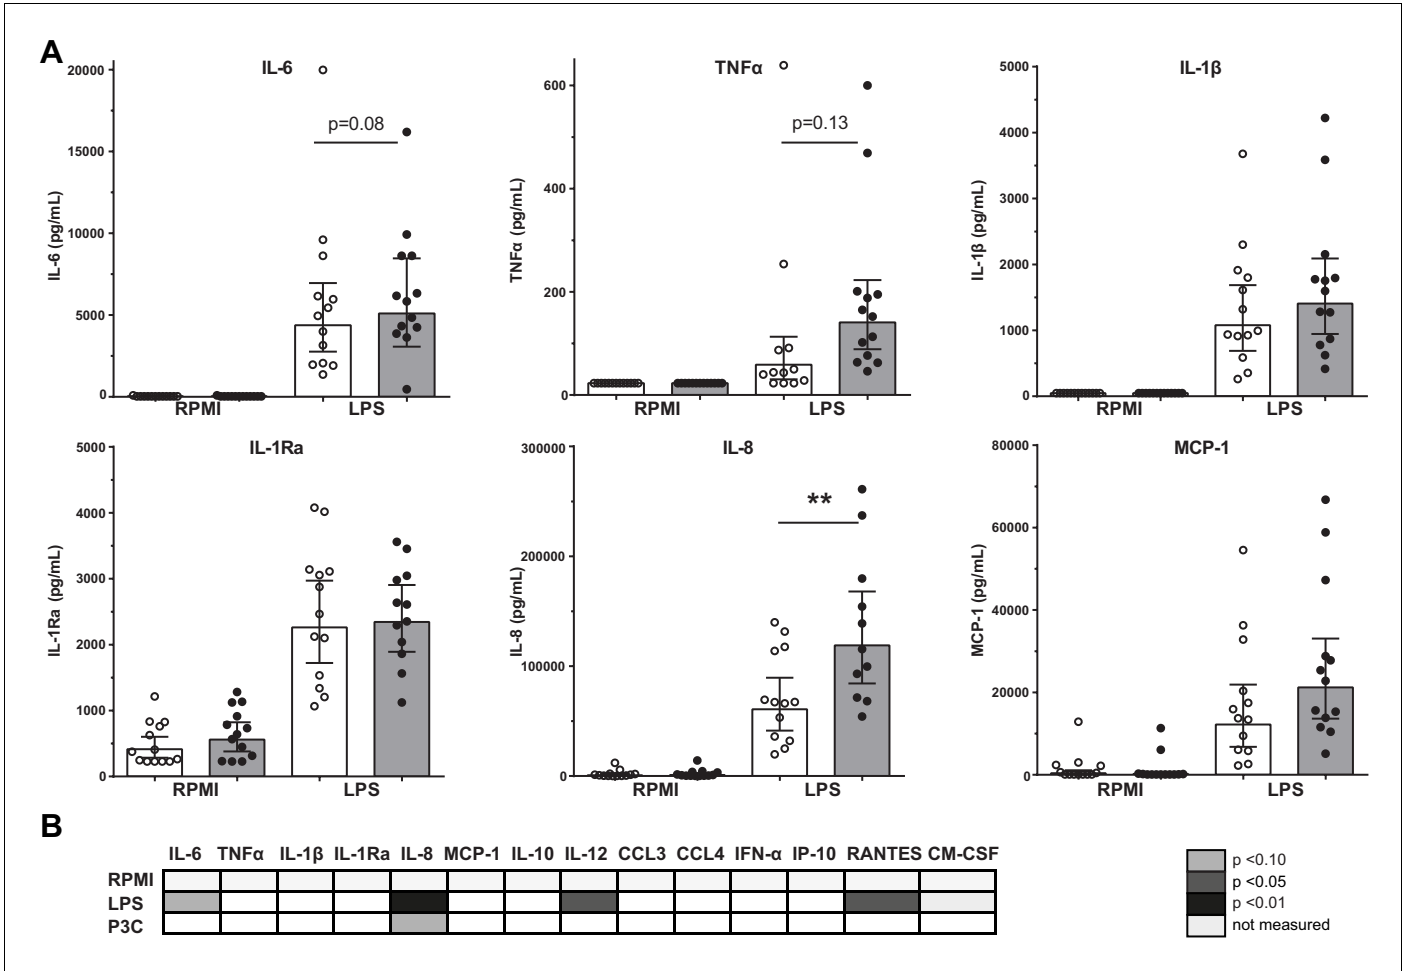 A
IL-6
20000
15000
10000
5000
0
IL-6 (pg/mL)
p=0.08
RPMI
LPS
TNFα
600
400
200
0
TNFα (pg/mL)
p=0.13
RPMI
LPS
IL-1β
5000
4000
3000
2000
1000
0
IL-1β (pg/mL)
RPMI
LPS
IL-1Ra
5000
4000
3000
2000
1000
0
IL-1Ra (pg/mL)
RPMI
LPS
IL-8
300000
200000
100000
0
IL-8 (pg/mL)
**
RPMI
LPS
MCP-1
80000
60000
40000
20000
0
MCP-1 (pg/mL)
RPMI
LPS
B
IL-6 TNFα IL-1β IL-1Ra IL-8 MCP-1 IL-10 IL-12 CCL3 CCL4 IFN-α IP-10 RANTES CM-CSF
RPMI
LPS
P3C
p <0.10
p <0.05
p <0.01
not measured